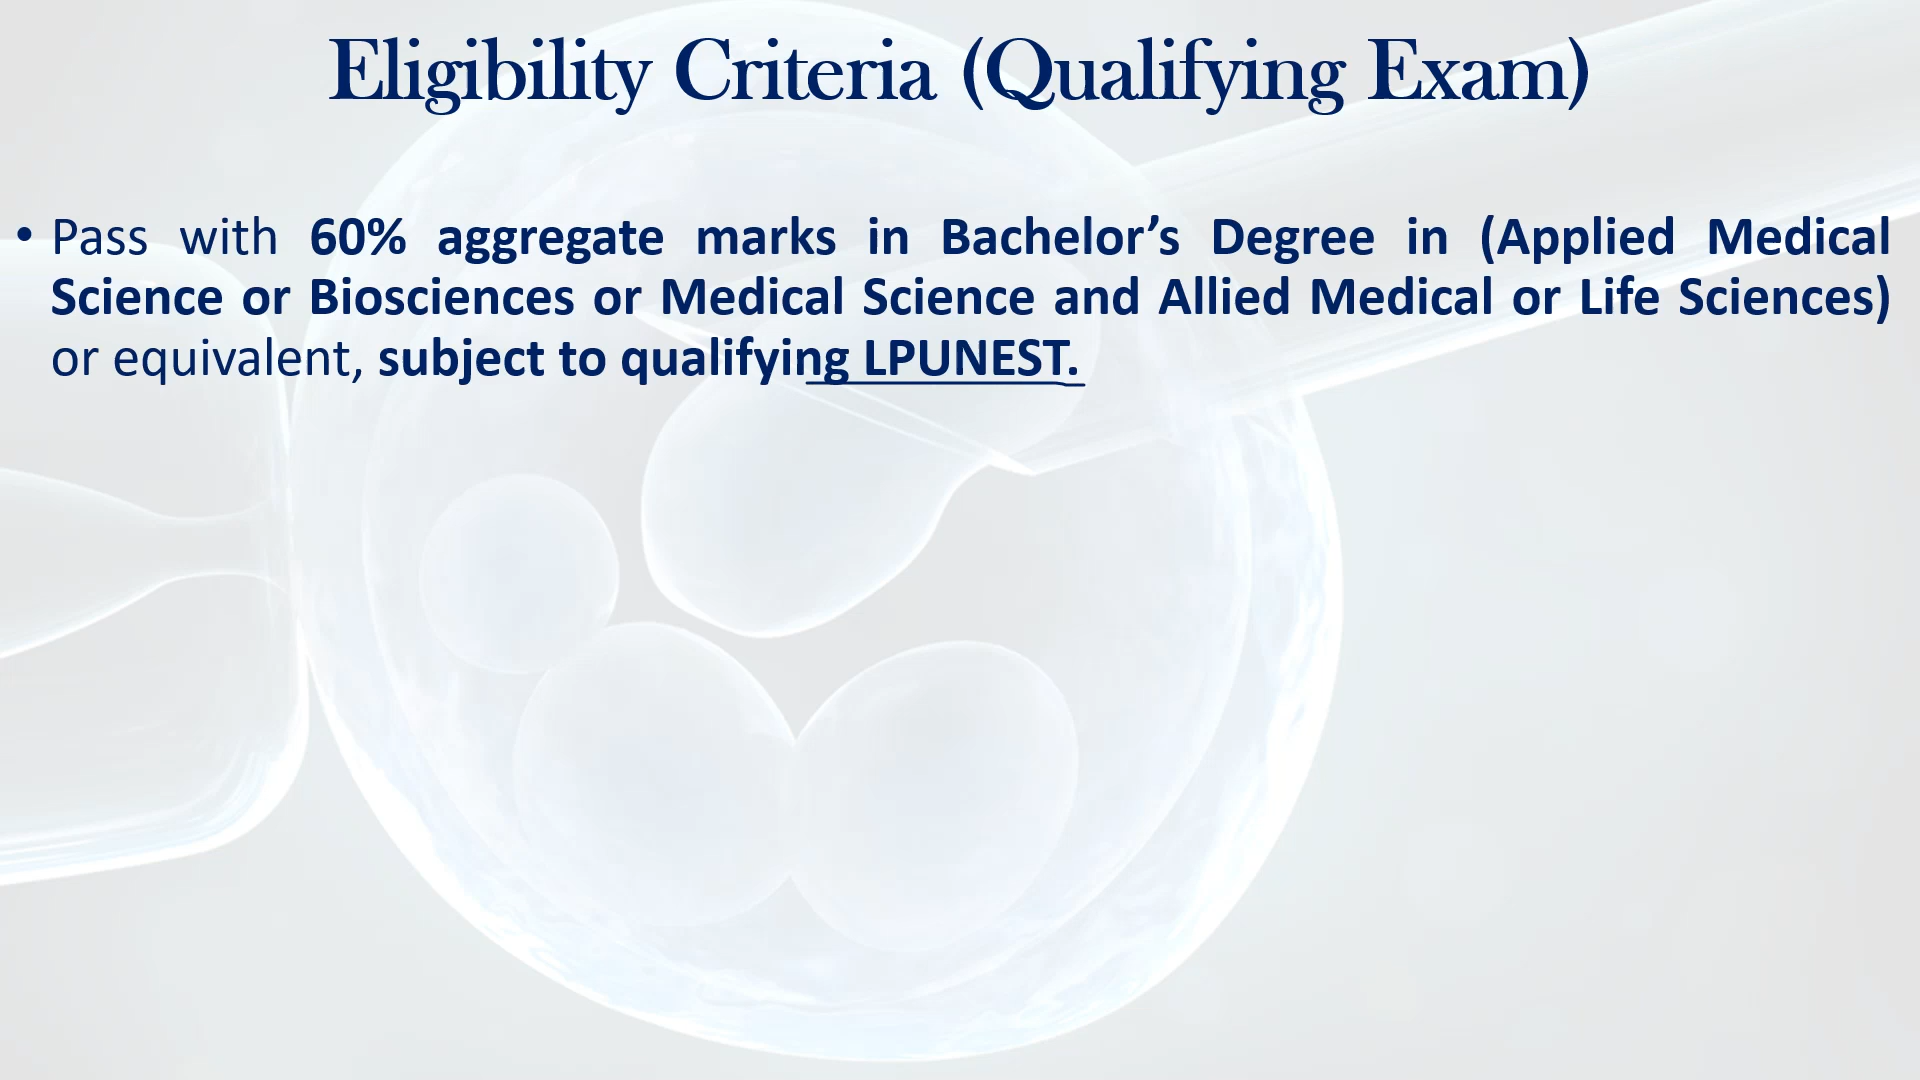 Eligibility Criteria (Qualifying Exam)
• Pass with 60% aggregate marks in Bachelor’s Degree in (Applied Medical
Science or Biosciences or Medical Science and Allied Medical or Life Sciences)
or equivalent, subject to qualifying LPUNEST.